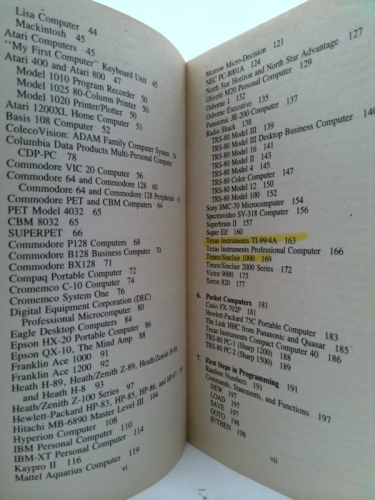 Lisa Computer 44
Mackintosh 45
Atari Computers 45
"My First Computer" Keyboard Unit 45
Atari 400 and Atari 800 47
Model 1010 Program Recorder 50
Model 1025 80-Column Printer 50
Model 1020 Printer/Plotter 50
Atari 1200XL Home Computer 51
Basis 108 Computer 52
ColecoVision: ADAM Family Computer System 54
Columbia Data Products Multi-Personal Computer
CDP-PC 78
Commodore VIC 20 Computer 56
Commodore 64 and Commodore 128 60
Commodore 64 and Commodore 128 Peripherals
Commodore PET and CBM Computers
PET Model 4032 65
CBM 8032 65
SUPERPET 66
Commodore P128 Computers 68
Commodore B128 Business Computer 70
Commodore BX128 71
Compaq Portable Computer 72
Cromemco C-10 Computer 74
Cromemco System One 76
Digital Equipment Corporation (DEC)
Professional Microcomputer 80
Eagle Desktop Computers 83
Epson HX-20 Portable Computer 86
Epson QX-10, The Mind Amp 88
Franklin Ace 1000 91
Franklin Ace 1200 91
Heath H-89, Heath/Zenith Z-89, Heath/Zenith
and Heath H-8 93
Heath/Zenith Z-100 Series 97
Hewlett-Packard HP-83, HP-85, HP-86, and HP-87
Hitachi MB-6890 Master Level III 104
Hyperion Computer 108
IBM Personal Computer 110
IBM-XT Personal Computer 114
Kaypro II 116
Mattel Aquarius Computer 119
vi
Morrow Micro-Decision 121
NEC PC-8001A 124
North Star Horizon and North Star Advantage 127
Olivetti M20 Personal Computer 129
Osborne 1 132
Osborne Executive 135
Panasonic JR-200 Computer 137
Radio Shack 138
TRS-80 Model III 139
TRS-80 Model III Desktop Business Computer 140
TRS-80 Model 16 141
TRS-80 Model II 143
TRS-80 Model 4 145
TRS-80 Color Computer 147
TRS-80 Model 12 150
TRS-80 Model 100 152
Sony SMC-70 Microcomputer 154
Spectravideo SV-318 Computer 156
Superbrain II 157
Super Elf 160
Texas Instruments TI-99/4A 163
Texas Instruments Professional Computer 166
Timex/Sinclair 1000 169
Timex/Sinclair 2000 Series 172
Victor 9000 175
Xerox 820 177
6. Pocket Computers 181
Casio FX-702P 181
Hewlett-Packard 75C Portable Computer 183
The Link HHC from Panasonic and Quasar 185
Texas Instruments Compact Computer 40 186
TRS-80 PC-1 (Sharp 1200) 188
TRS-80 PC-2 (Sharp 1500) 189
7. First Steps in Programming 191
Random Numbers 191
Commands, Statements, and Functions 197
NEW 197
LOAD 197
SAVE 197
GOTO 198
IF/THEN 198
vii